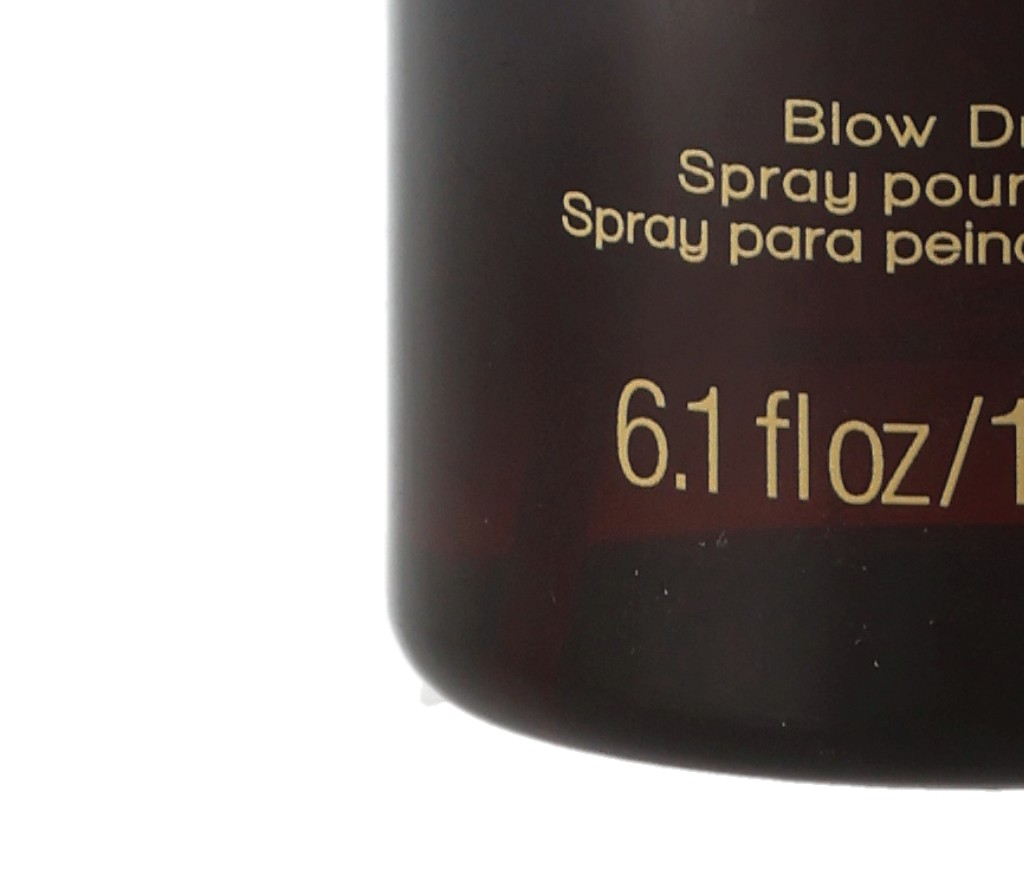 Blow
Spray pour
Spray para
6.1 fl oz/